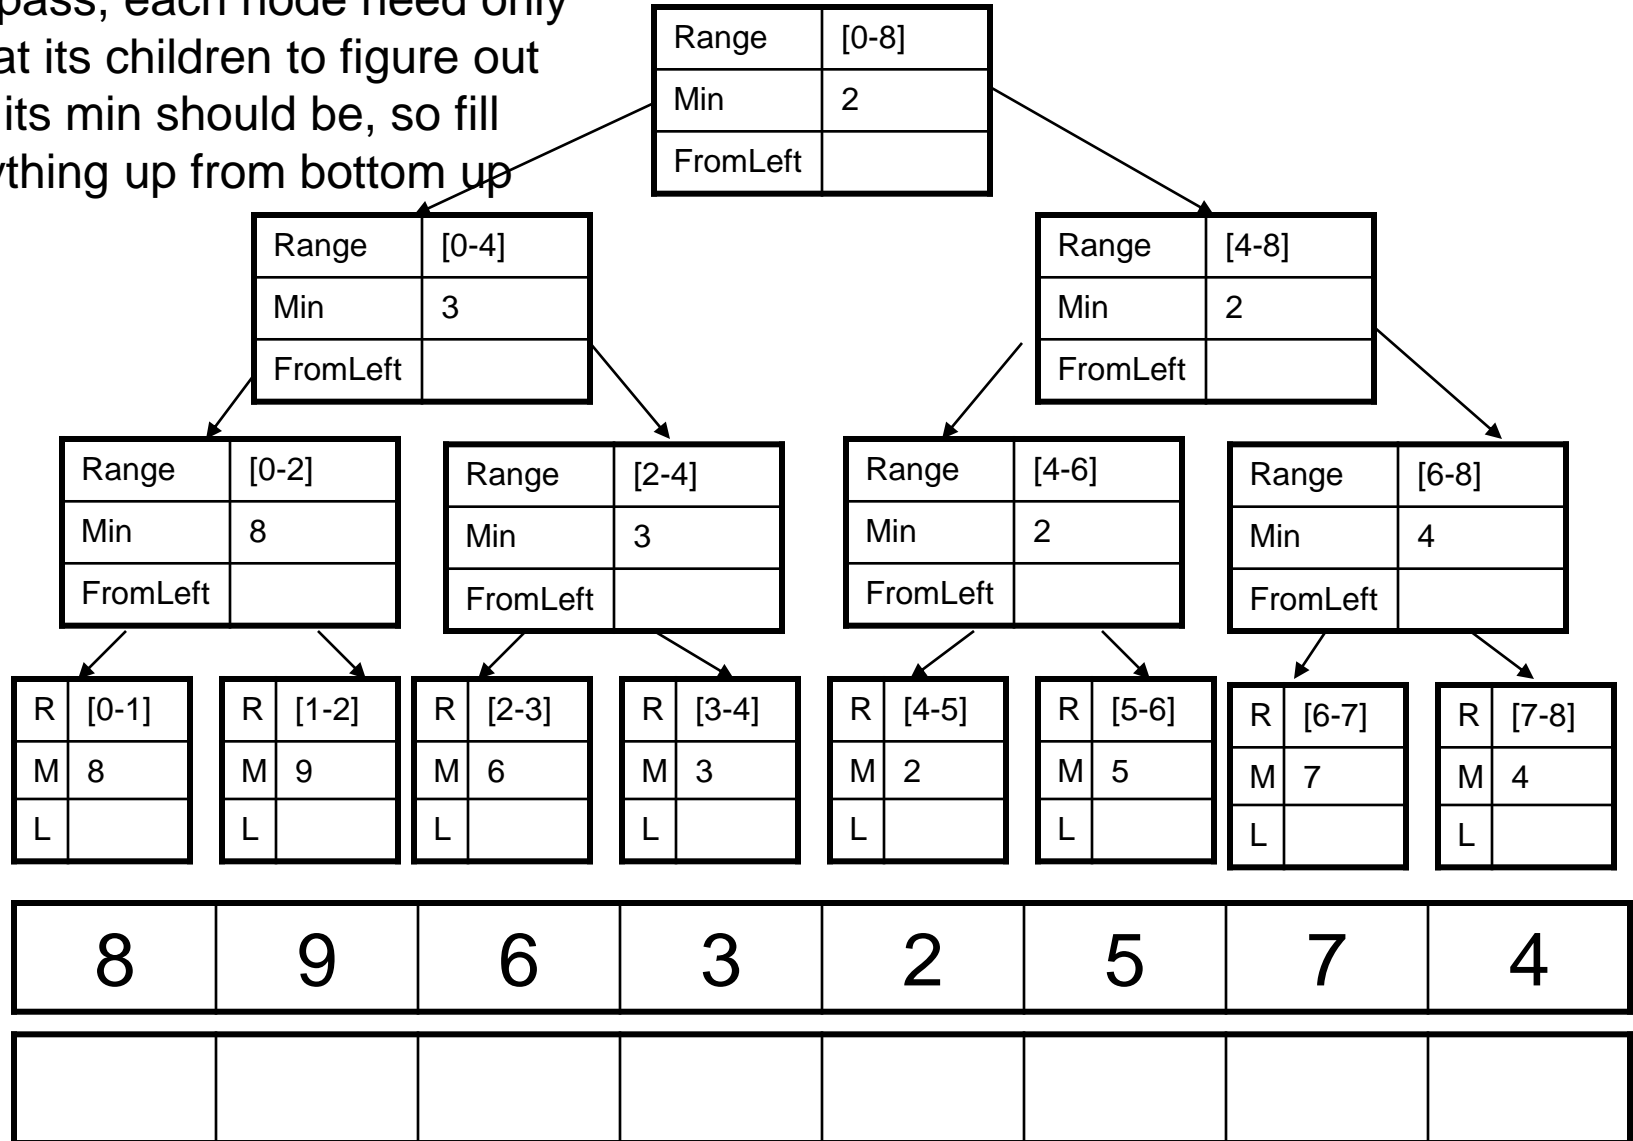 pass, each node need only
at its children to figure out
its min should be, so fill
up from bottom up
Range [0-8]
Min 2
FromLeft
Range [0-4]
Min 3
FromLeft
Range [4-8]
Min 2
FromLeft
Range [0-2]
Min 8
FromLeft
Range [2-4]
Min 3
FromLeft
Range [4-6]
Min 2
FromLeft
Range [6-8]
Min 4
FromLeft
R [0-1]
M 8
L
R [1-2]
M 9
L
R [2-3]
M 6
L
R [3-4]
M 3
L
R [4-5]
M 2
L
R [5-6]
M 5
L
R [6-7]
M 7
L
R [7-8]
M 4
L
8 9 6 3 2 5 7 4